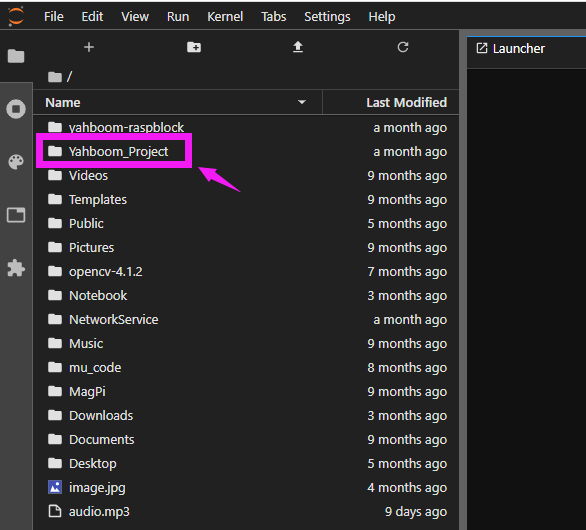 File Edit View Run Kernel Tabs Settings Help
Launcher
/
Name Last Modified
yahboom-raspblock a month ago
Yahboom_Project a month ago
Videos 9 months ago
Templates 9 months ago
Public 5 months ago
Pictures 9 months ago
opencv-4.1.2 7 months ago
Notebook 3 months ago
NetworkService a month ago
Music 9 months ago
mu_code 8 months ago
MagPi 9 months ago
Downloads 3 months ago
Documents 9 months ago
Desktop 5 months ago
image.jpg 4 months ago
audio.mp3 9 days ago